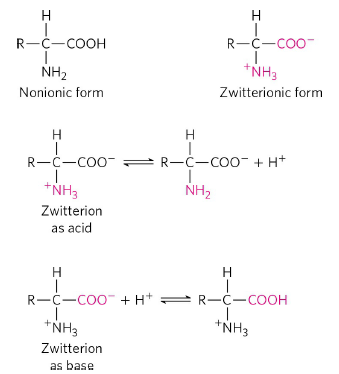 H H
R–C–COOH R–C–COO⁻
NH₂ ⁺NH₃
Nonionic form Zwitterionic form
H H
R–C–COO⁻ ⇌ R–C–COO⁻ + H⁺
⁺NH₃ NH₂
Zwitterion
as acid
H H
R–C–COO⁻ + H⁺ ⇌ R–C–COOH
⁺NH₃ ⁺NH₃
Zwitterion
as base